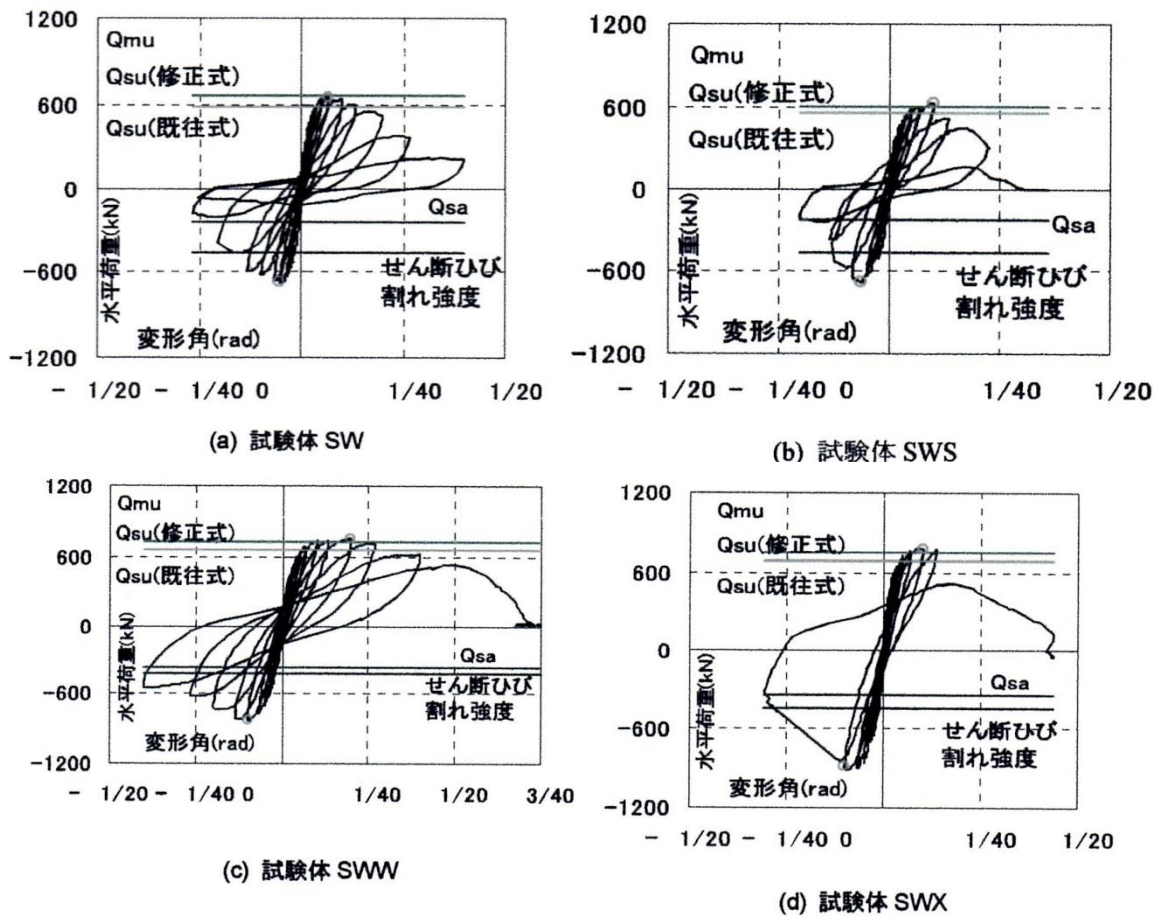 1200
Qmu
Qsu(修正式)
600
Qsu(既往式)
0
Qsa
-600
せん断ひび
割れ強度
水平荷重(kN)
変形角(rad)
-1200
- 1/20 - 1/40 0 1/40 1/20
(a) 試験体 SW
1200
Qmu
Qsu(修正式)
600
Qsu(既往式)
0
Qsa
-600
せん断ひび
割れ強度
水平荷重(kN)
変形角(rad)
-1200
- 1/20 - 1/40 0 1/40 1/20
(b) 試験体 SWS
1200
Qmu
Qsu(修正式)
600
Qsu(既往式)
0
Qsa
せん断ひび
-600
割れ強度
水平荷重(kN)
変形角(rad)
-1200
- 1/20 - 1/40 0 1/40 1/20 3/40
(c) 試験体 SWW
1200
Qmu
Qsu(修正式)
600
Qsu(既往式)
0
Qsa
-600
せん断ひび
割れ強度
水平荷重(kN)
変形角(rad)
-1200
- 1/20 - 1/40 0 1/40 1/20
(d) 試験体 SWX